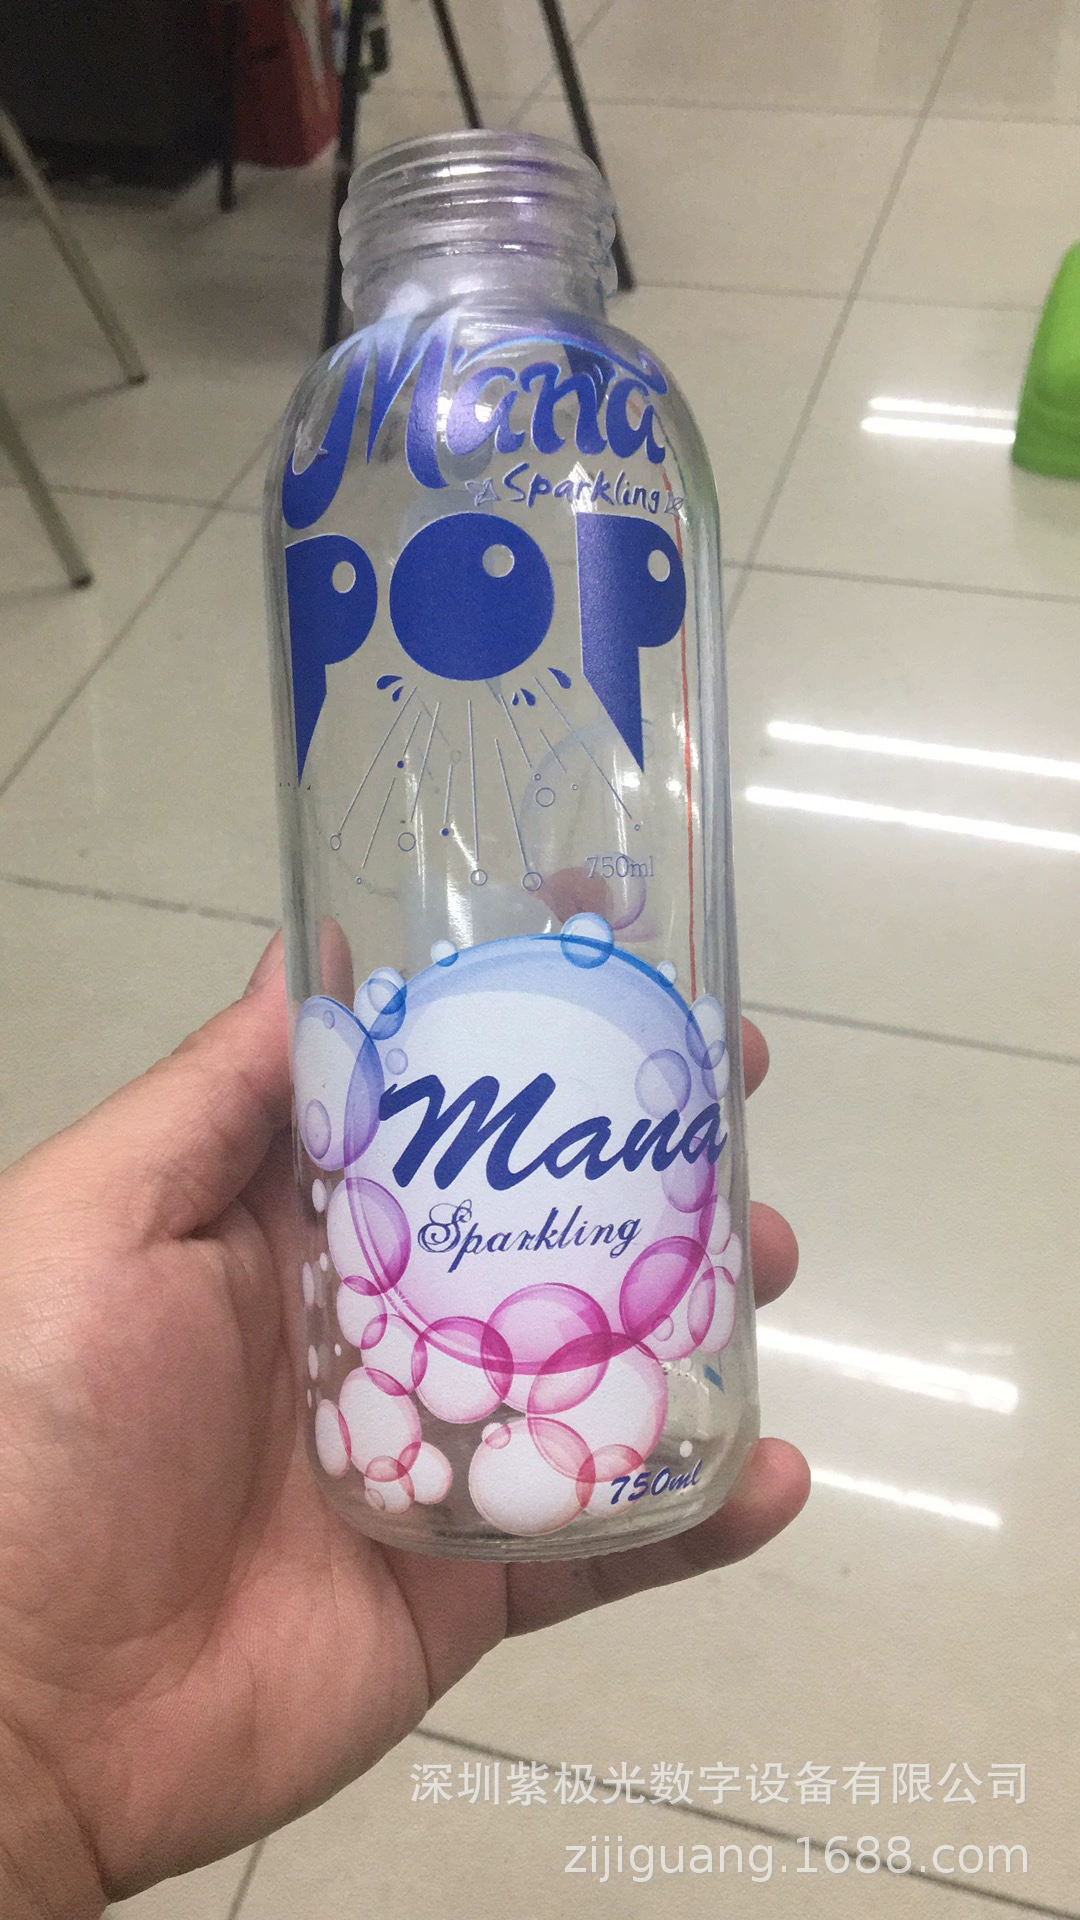 Mana
Sparkling
POP
750ml
Mana
Sparkling
750ml
深圳紫极光数字设备有限公司
zijiguang.1688.com